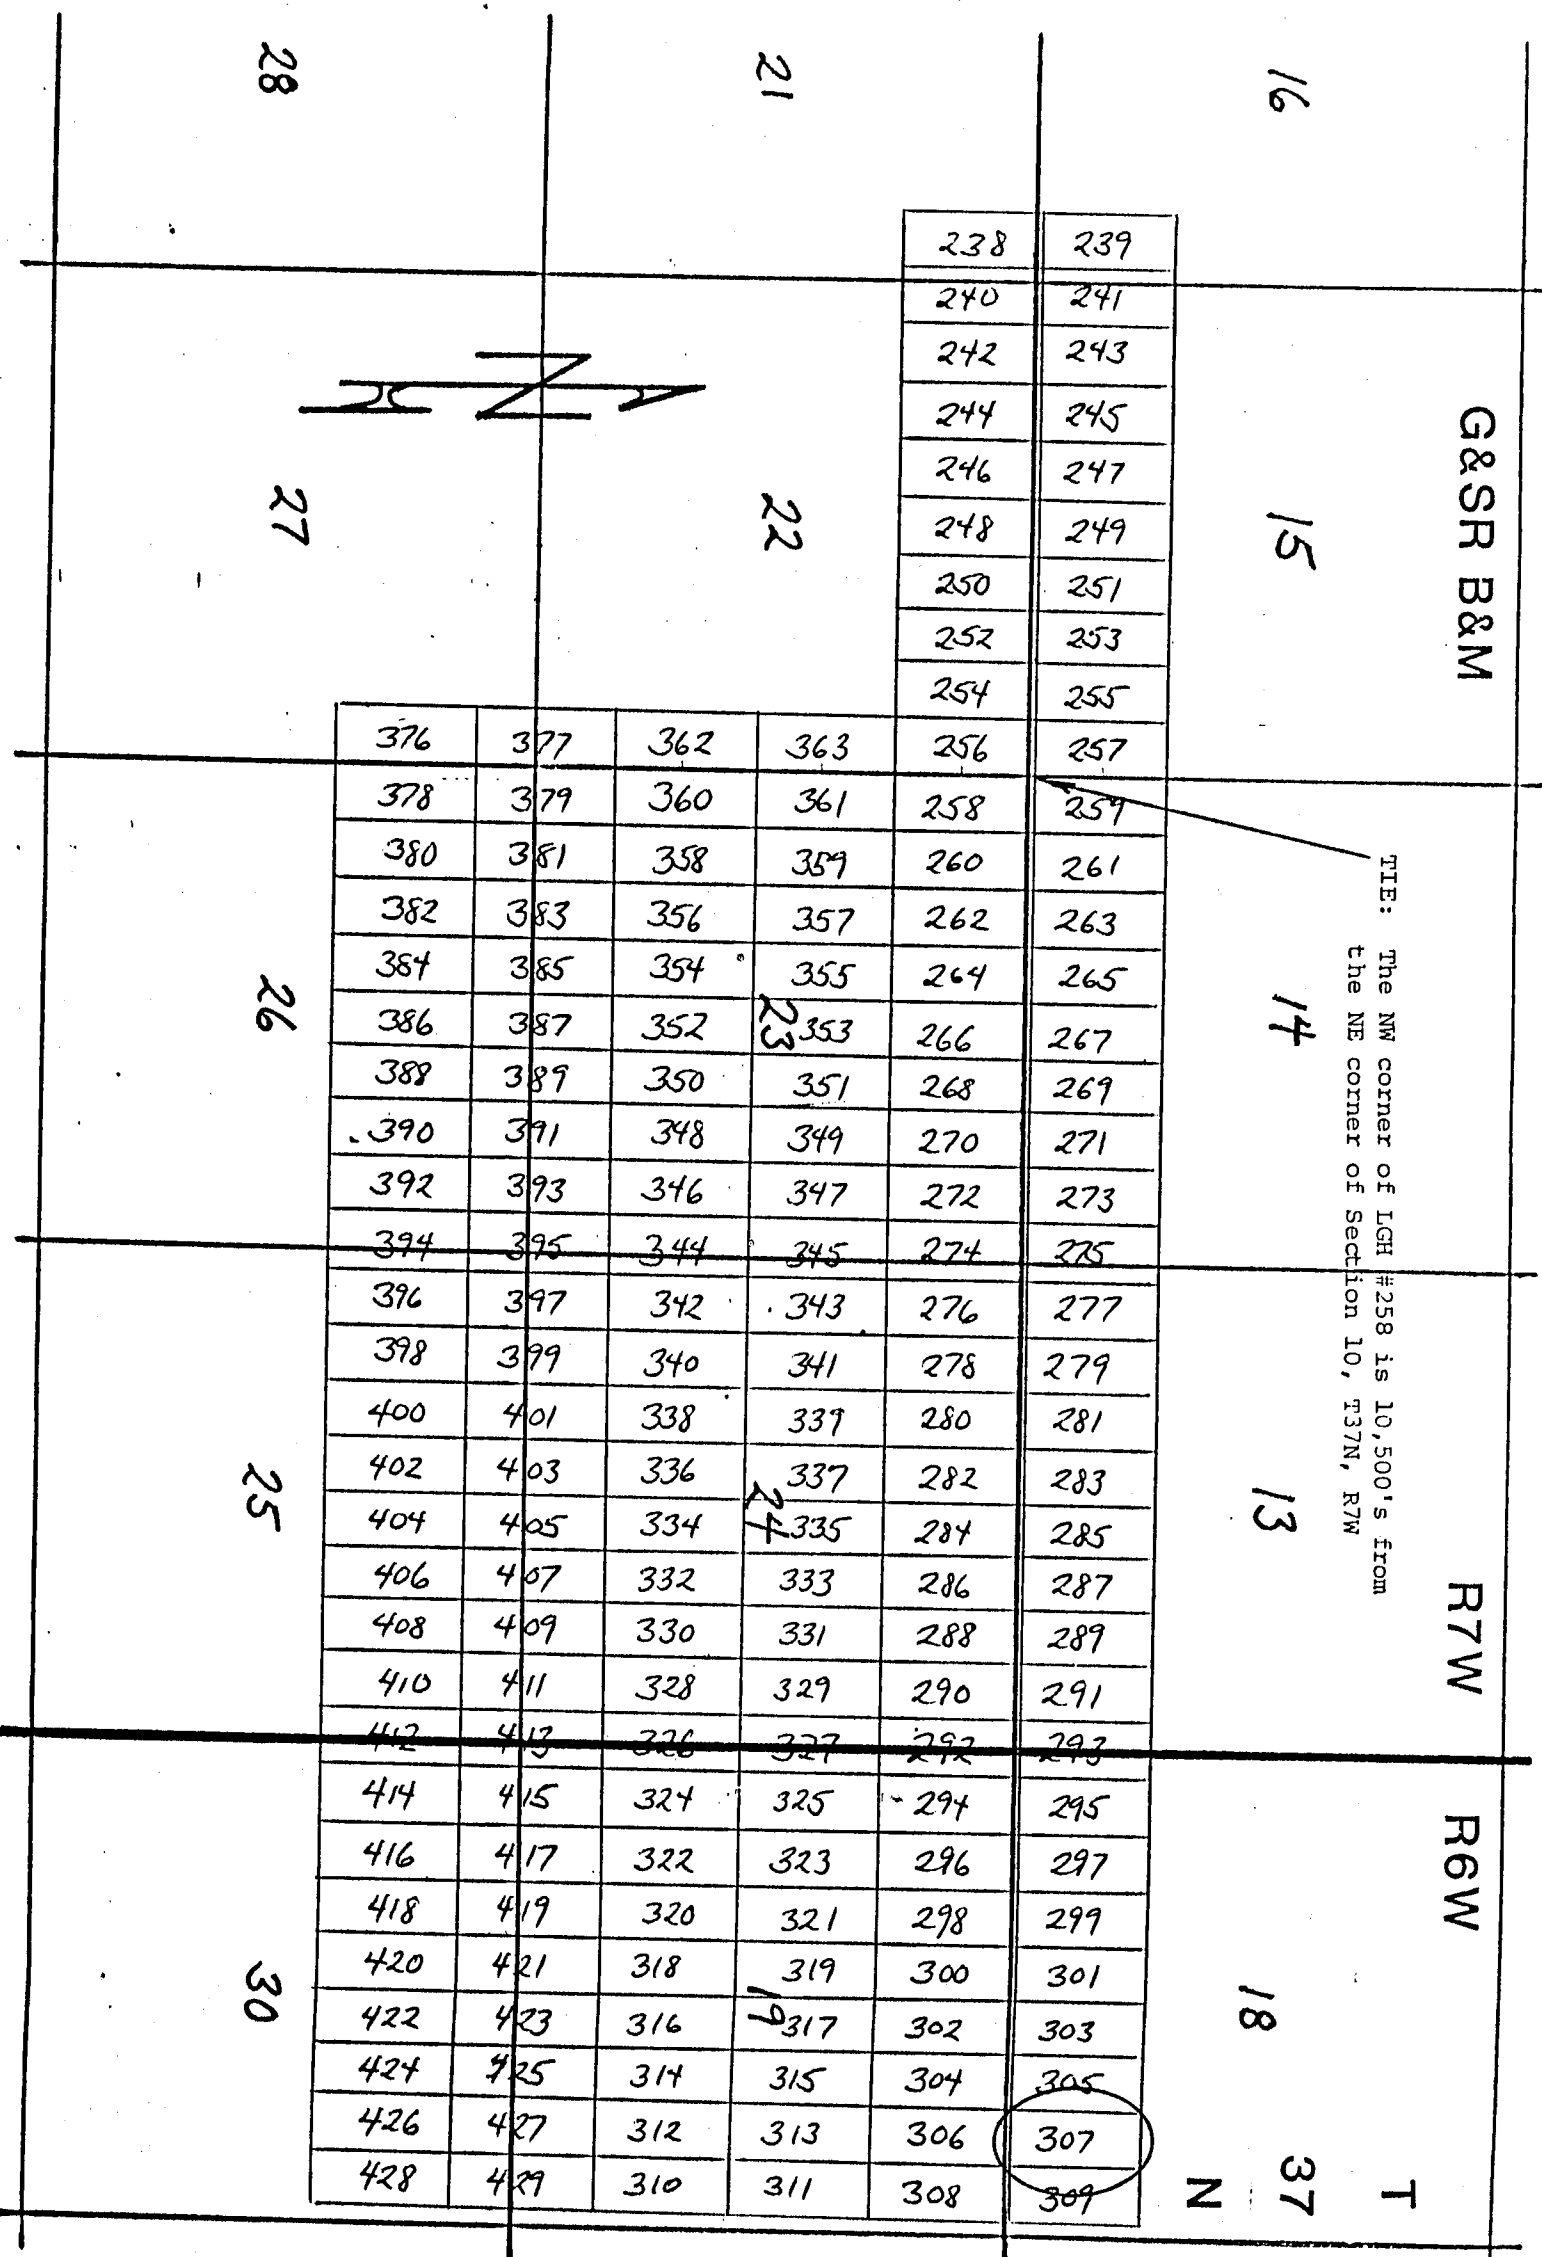 28
21
16
G&SR B&M
238 239
240 241
242 243
244 245
246 247
248 249
250 251
252 253
254 255
27
22
15
N
376 377 362 363 256 257
378 379 360 361 258 259
380 381 358 359 260 261
382 383 356 357 262 263
384 385 354 355 264 265
386 387 352 353 266 267
388 389 350 351 268 269
390 391 348 349 270 271
392 393 346 347 272 273
394 395 344 345 274 275
26
23
14
TIE: The NW corner of LGH #258 is 10,500's from
the NE corner of Section 10, T37N, R7W
396 397 342 343 276 277
398 399 340 341 278 279
400 401 338 339 280 281
402 403 336 337 282 283
404 405 334 335 284 285
406 407 332 333 286 287
408 409 330 331 288 289
410 411 328 329 290 291
412 413 326 327 292 293
25
24
13
R7W
414 415 324 325 294 295
416 417 322 323 296 297
418 419 320 321 298 299
420 421 318 319 300 301
422 423 316 317 302 303
424 425 314 315 304 305
426 427 312 313 306 307
428 429 310 311 308 309
30
19
18
R6W
T
37
N